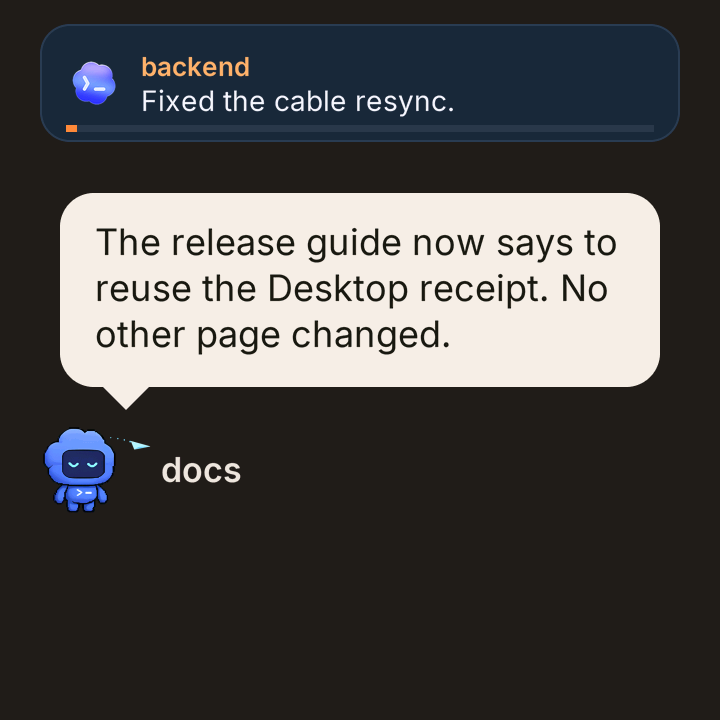 backend
Fixed the cable resync.
The release guide now says to
reuse the Desktop receipt. No
other page changed.
docs